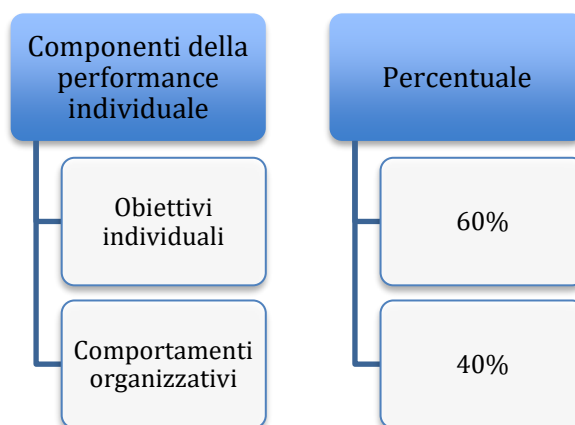 Componenti della
performance
individuale
Percentuale
Obiettivi
individuali
60%
Comportamenti
organizzativi
40%